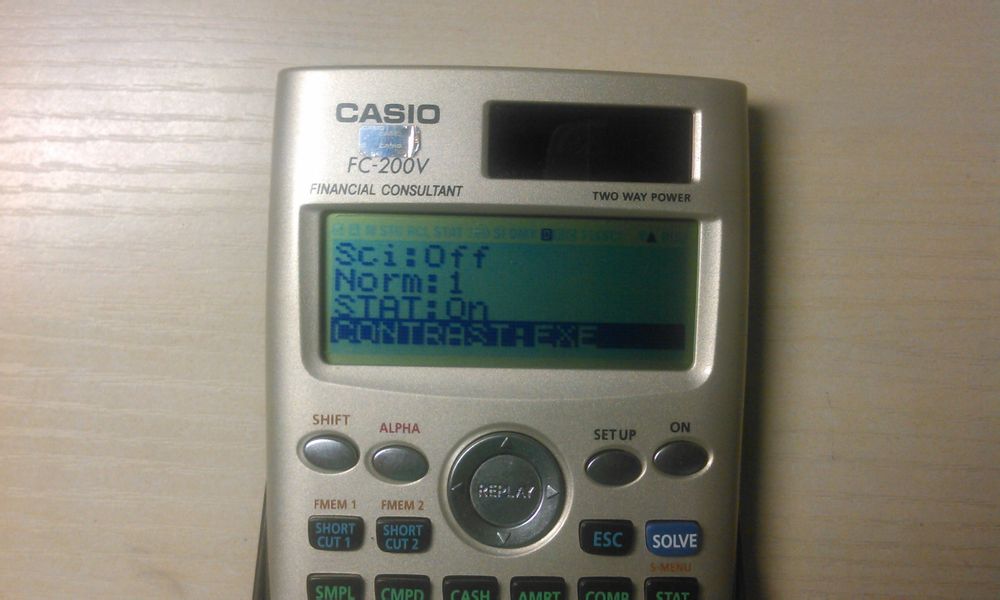 CASIO
FC-200V
FINANCIAL CONSULTANT
TWO WAY POWER
Sci:Off
Norm:1
STAT:On
CONTRAST:EXE
SHIFT
ALPHA
SETUP
ON
REPLAY
FMEM 1
FMEM 2
SHORT CUT 1
SHORT CUT 2
ESC
SOLVE
S-MENU
SMPL
CMPD
CASH
AMRT
COMP
STAT